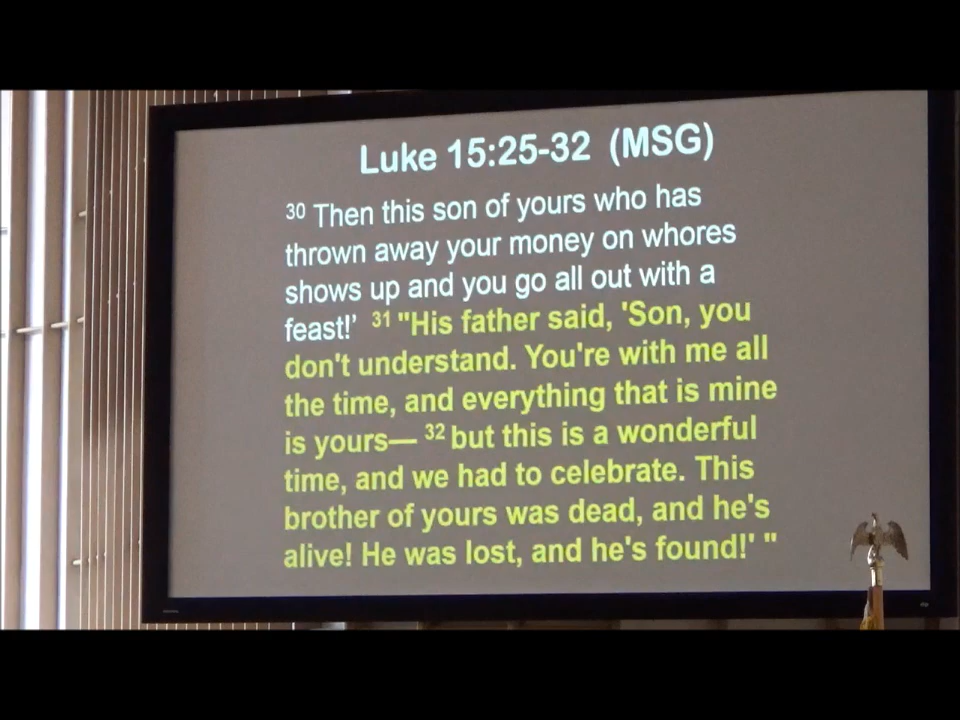 Luke 15:25-32 (MSG)
30 Then this son of yours who has
thrown away your money on whores
shows up and you go all out with a
feast!' 31 "His father said, 'Son, you
don't understand. You're with me all
the time, and everything that is mine
is yours— 32 but this is a wonderful
time, and we had to celebrate. This
brother of yours was dead, and he's
alive! He was lost, and he's found!' "